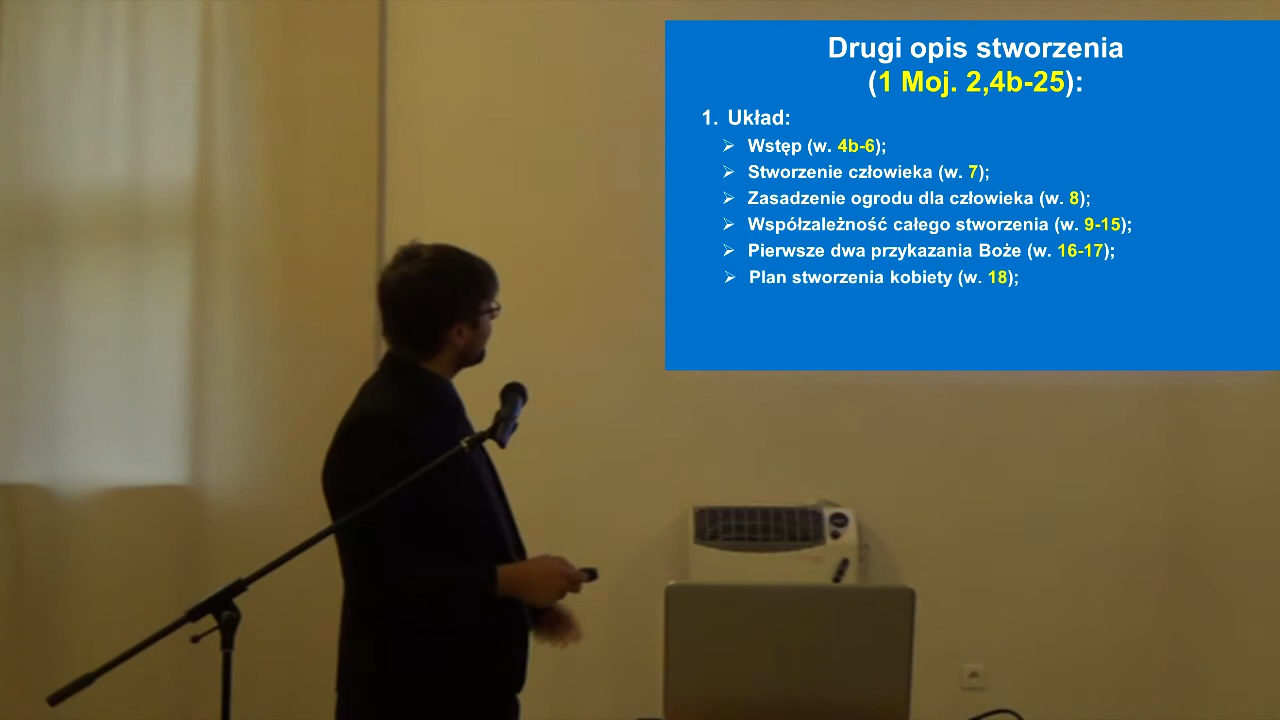 Drugi opis stworzenia
(1 Moj. 2,4b-25):
1. Układ:
➢ Wstęp (w. 4b-6);
➢ Stworzenie człowieka (w. 7);
➢ Zasadzenie ogrodu dla człowieka (w. 8);
➢ Współzależność całego stworzenia (w. 9-15);
➢ Pierwsze dwa przykazania Boże (w. 16-17);
➢ Plan stworzenia kobiety (w. 18);